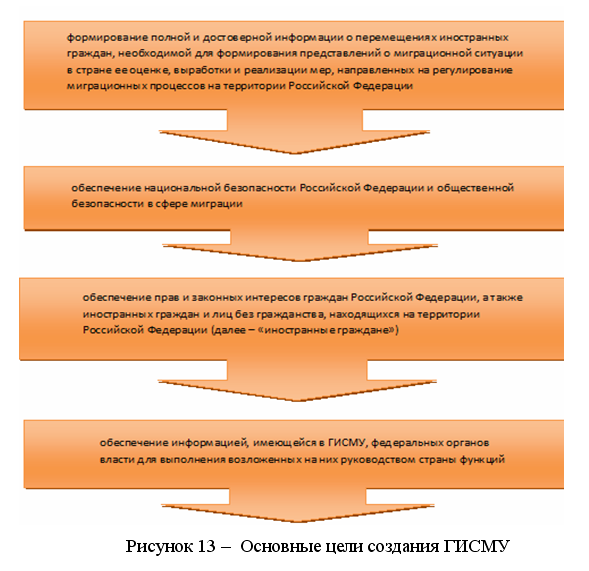 формирование полной и достоверной информации о перемещениях иностранных
граждан, необходимой для формирования представлений о миграционной ситуации
в стране ее оценке, выработки и реализации мер, направленных на регулирование
миграционных процессов на территории Российской Федерации
обеспечение национальной безопасности Российской Федерации и общественной
безопасности в сфере миграции
обеспечение прав и законных интересов граждан Российской Федерации, а также
иностранных граждан и лиц без гражданства, находящихся на территории
Российской Федерации (далее – «иностранные граждане»)
обеспечение информацией, имеющейся в ГИСМУ, федеральных органов
власти для выполнения возложенных на них руководством страны функций
Рисунок 13 – Основные цели создания ГИСМУ